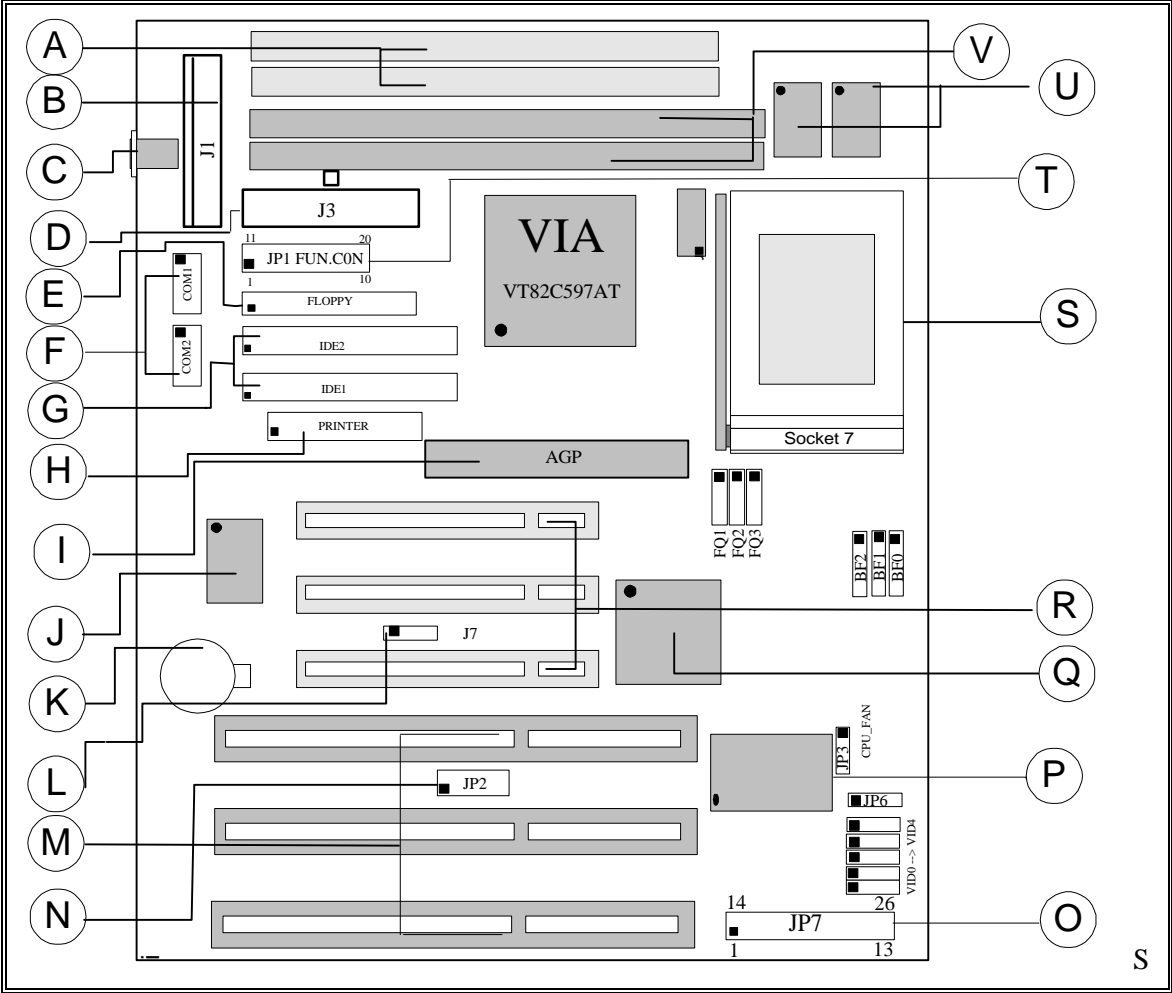 A
V
U
B
J1
C
T
J3
VIA
D
11 20
JP1 FUN.C0N
1 10
COM1
E
VT82C597AT
FLOPPY
S
F
COM2
IDE2
G
IDE1
PRINTER
Socket 7
H
AGP
FQ1
FQ2
FQ3
I
BF2
BF1
BF0
J
J7
R
K
Q
CPU_FAN
JP3
L
JP2
P
JP6
M
VID0 --> VID4
N
14 26
JP7
O
1 13
S